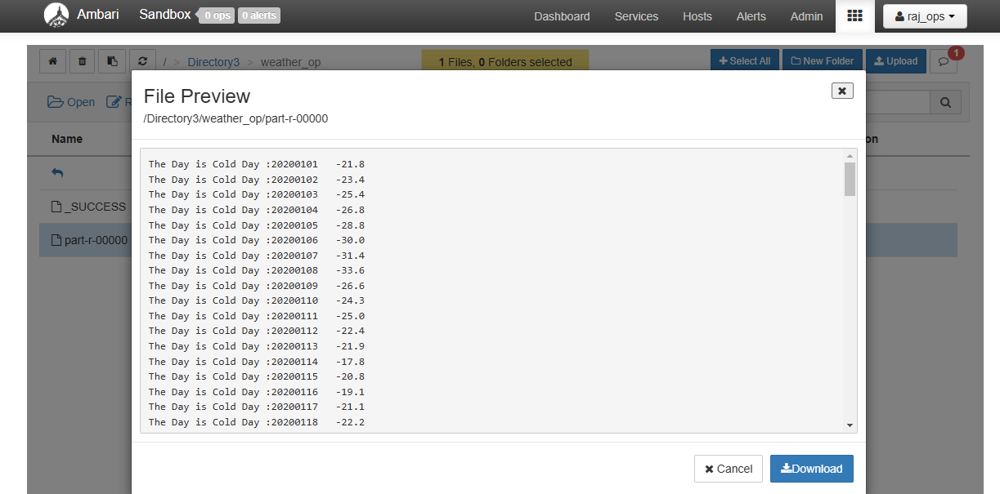 Ambari Sandbox 0 ops 0 alerts Dashboard Services Hosts Alerts Admin raj_ops
/ > Directory3 > weather_op 1 Files, 0 Folders selected Select All New Folder Upload 1
File Preview
/Directory3/weather_op/part-r-00000
Open R
Name on
The Day is Cold Day :20200101 -21.8
The Day is Cold Day :20200102 -23.4
The Day is Cold Day :20200103 -25.4
_SUCCESS
The Day is Cold Day :20200104 -26.8
The Day is Cold Day :20200105 -28.8
part-r-00000
The Day is Cold Day :20200106 -30.0
The Day is Cold Day :20200107 -31.4
The Day is Cold Day :20200108 -33.6
The Day is Cold Day :20200109 -26.6
The Day is Cold Day :20200110 -24.3
The Day is Cold Day :20200111 -25.0
The Day is Cold Day :20200112 -22.4
The Day is Cold Day :20200113 -21.9
The Day is Cold Day :20200114 -17.8
The Day is Cold Day :20200115 -20.8
The Day is Cold Day :20200116 -19.1
The Day is Cold Day :20200117 -21.1
The Day is Cold Day :20200118 -22.2
Cancel Download